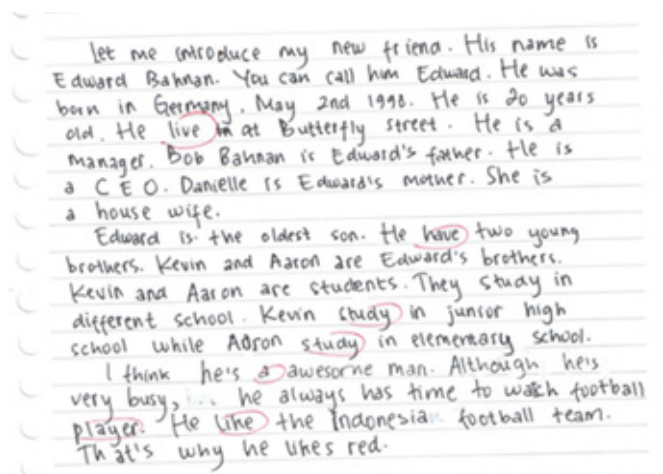 let me introduce my new friend. His name is
Edward Bahnan. You can call him Edward. He was
born in Germany, May 2nd 1998. He is 20 years
old. He live at Butterfly street. He is a
manager. Bob Bahnan is Edward's father. He is
a CEO. Danielle is Edward's mother. She is
a house wife.
Edward is the oldest son. He have two young
brothers. Kevin and Aaron are Edward's brothers.
Kevin and Aaron are students. They study in
different school. Kevin study in junior high
school while Aaron study in elementary school.
I think he's a awesome man. Although he's
very busy, he always has time to watch football
player. He like the Indonesian football team.
That's why he likes red.